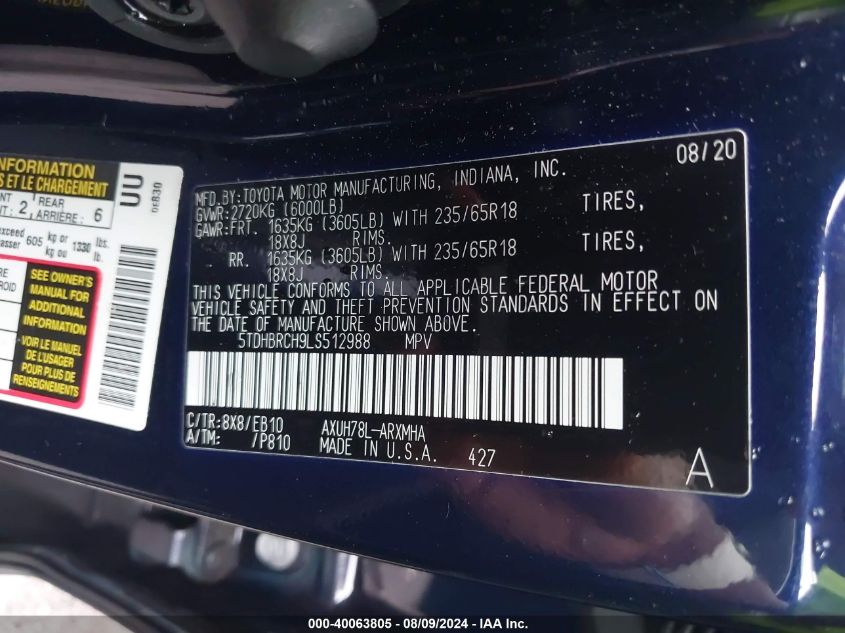 08/20
MFD.BY:TOYOTA MOTOR MANUFACTURING, INDIANA, INC.
GVWR:2720KG (6000LB)
GAWR:FRT. 1635KG (3605LB) WITH 235/65R18 TIRES,
18X8J RIMS.
RR. 1635KG (3605LB) WITH 235/65R18 TIRES,
18X8J RIMS.
THIS VEHICLE CONFORMS TO ALL APPLICABLE FEDERAL MOTOR
VEHICLE SAFETY AND THEFT PREVENTION STANDARDS IN EFFECT ON
THE DATE OF MANUFACTURE SHOWN ABOVE.
5TDHBRCH9LS512988 MPV
C/TR:8X8/EB10 AXUH78L-ARXMHA
A/TM: /P810 MADE IN U.S.A. 427
A
INFORMATION
ET LE CHARGEMENT
2 REAR
ARRIÈRE: 6
exceed 605 kg or 1330 lbs.
kg ou lb.
SEE OWNER'S
MANUAL FOR
ADDITIONAL
INFORMATION
VOIR LE MANUEL
DE L'USAGER
POUR PLUS DE
RENSEIGNEMENTS
UU
0E830
000-40063805 - 08/09/2024 - IAA Inc.